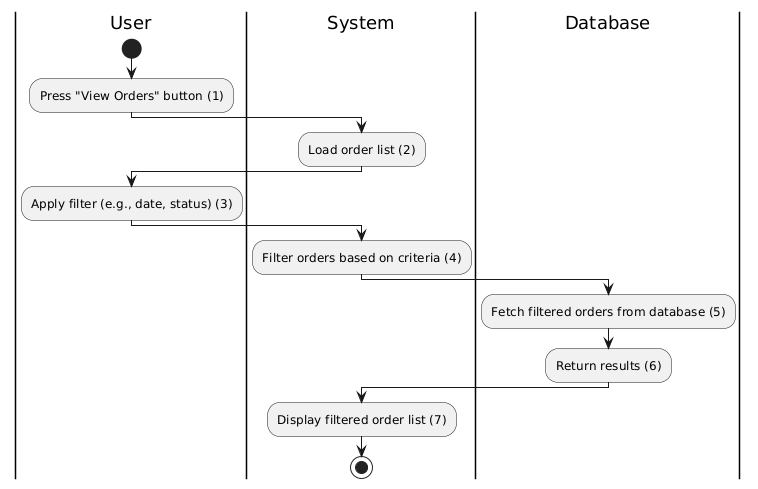 User
System
Database
Press "View Orders" button (1)
Load order list (2)
Apply filter (e.g., date, status) (3)
Filter orders based on criteria (4)
Fetch filtered orders from database (5)
Return results (6)
Display filtered order list (7)